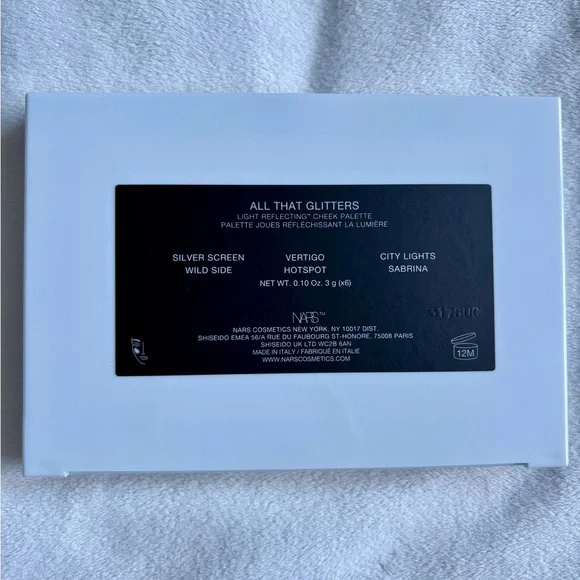 ALL THAT GLITTERS
LIGHT REFLECTING™ CHEEK PALETTE
PALETTE JOUES RÉFLÉCHISSANT LA LUMIÈRE
SILVER SCREEN VERTIGO CITY LIGHTS
WILD SIDE HOTSPOT SABRINA
NET WT. 0.10 Oz. 3 g (x6)
NARS™
NARS COSMETICS NEW YORK, NY 10017 DIST.
SHISEIDO EMEA 56/A RUE DU FAUBOURG ST-HONORE, 75008 PARIS
SHISEIDO UK LTD WC2B 6AN
MADE IN ITALY / FABRIQUÉ EN ITALIE
WWW.NARSCOSMETICS.COM
12M